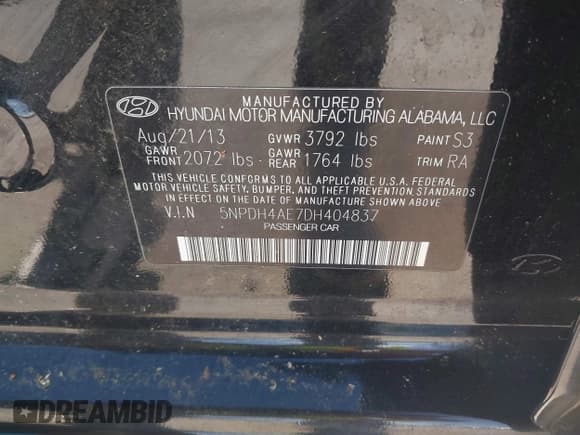 MANUFACTURED BY
HYUNDAI MOTOR MANUFACTURING ALABAMA, LLC
Aug/21/13 GVWR 3792 lbs PAINT S3
GAWR FRONT 2072 lbs GAWR REAR 1764 lbs TRIM RA
THIS VEHICLE CONFORMS TO ALL APPLICABLE U.S.A. FEDERAL
MOTOR VEHICLE SAFETY, BUMPER, AND THEFT PREVENTION STANDARDS
IN EFFECT ON THE DATE OF MANUFACTURE SHOWN ABOVE.
V.I.N 5NPDH4AE7DH404837
PASSENGER CAR
DREAMBID